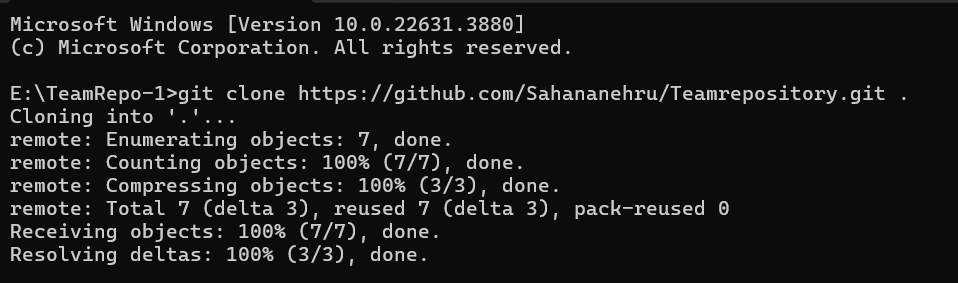 Microsoft Windows [Version 10.0.22631.3880]
(c) Microsoft Corporation. All rights reserved.
E:\TeamRepo-1>git clone https://github.com/Sahananehru/Teamrepository.git .
Cloning into '.'...
remote: Enumerating objects: 7, done.
remote: Counting objects: 100% (7/7), done.
remote: Compressing objects: 100% (3/3), done.
remote: Total 7 (delta 3), reused 7 (delta 3), pack-reused 0
Receiving objects: 100% (7/7), done.
Resolving deltas: 100% (3/3), done.